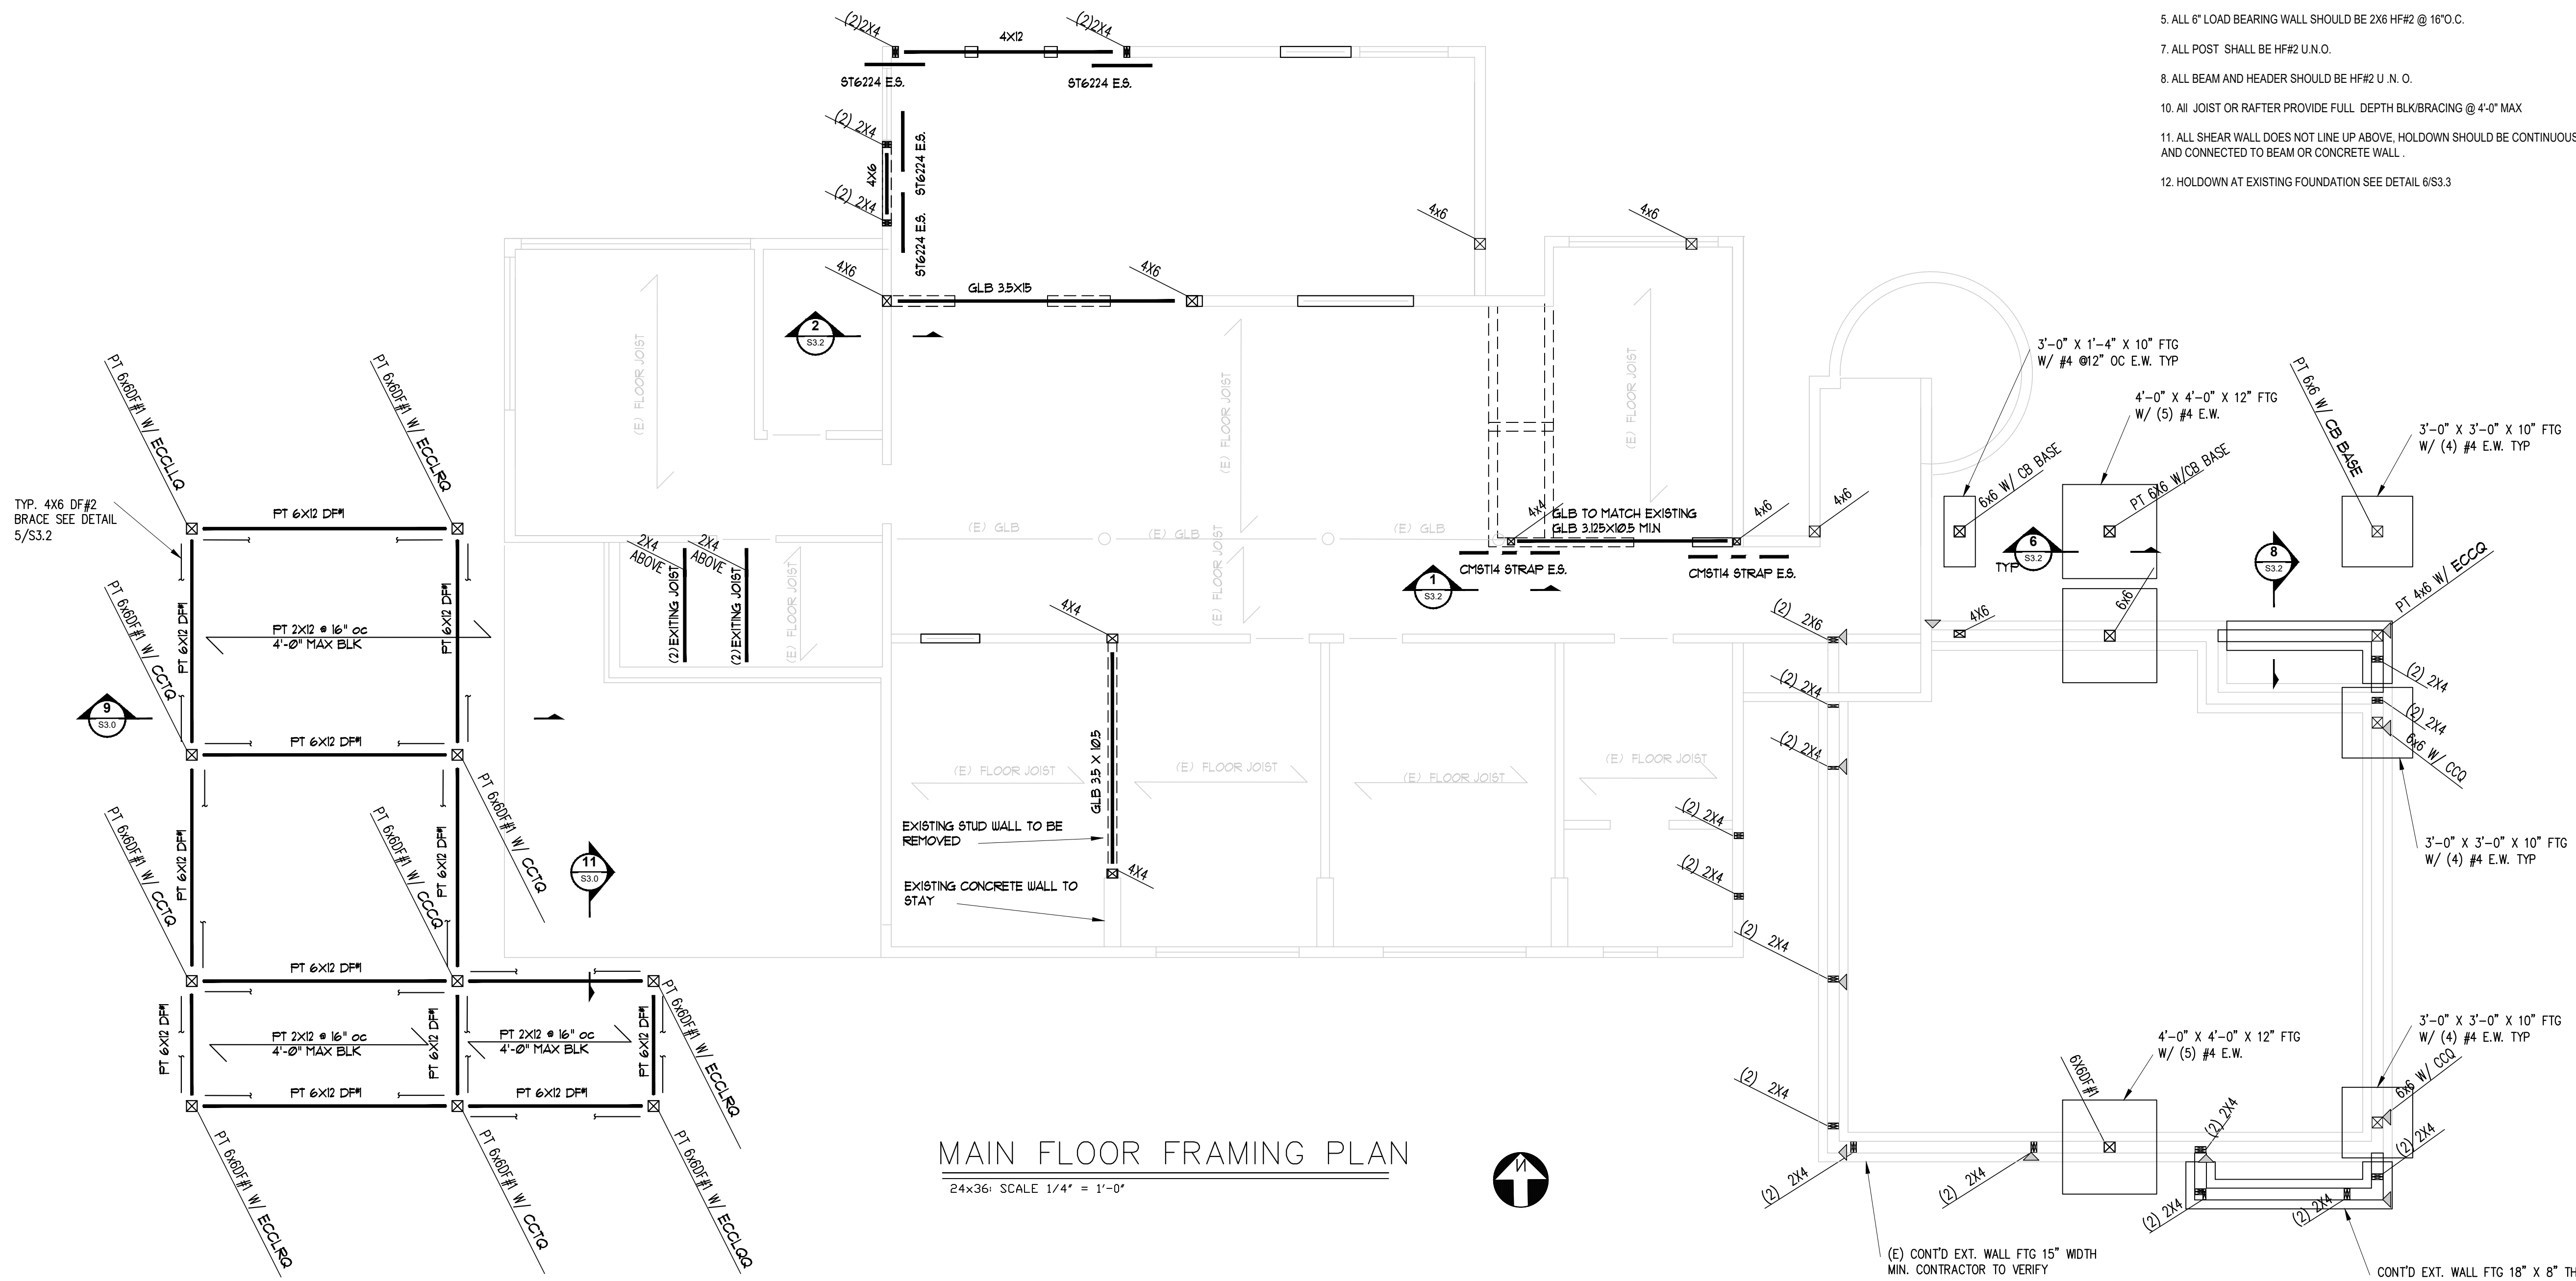 5. ALL 6" LOAD BEARING WALL SHOULD BE 2X6 HF#2 @ 16"O.C.
7. ALL POST SHALL BE HF#2 U.N.O.
8. ALL BEAM AND HEADER SHOULD BE HF#2 U .N. O.
10. All JOIST OR RAFTER PROVIDE FULL DEPTH BLK/BRACING @ 4'-0" MAX
11. ALL SHEAR WALL DOES NOT LINE UP ABOVE, HOLDOWN SHOULD BE CONTINUOUS
AND CONNECTED TO BEAM OR CONCRETE WALL .
12. HOLDOWN AT EXISTING FOUNDATION SEE DETAIL 6/S3.3
(2)2X4
4X12
(2)2X4
ST6224 E.S.
ST6224 E.S.
(2) 2X4
4X6
(2) 2X4
ST6224 E.S.
ST6224 E.S.
4x6
4x6
4X6
GLB 3.5X15
4X6
2
S3.2
(E) FLOOR JOIST
(E) FLOOR JOIST
(E) FLOOR JOIST
3'-0" X 1'-4" X 10" FTG
W/ #4 @12" OC E.W. TYP
4'-0" X 4'-0" X 12" FTG
W/ (5) #4 E.W.
PT 6x6 W/ CB BASE
3'-0" X 3'-0" X 10" FTG
W/ (4) #4 E.W. TYP
6x6 W/ CB BASE
PT 6X6 W/CB BASE
PT 6x6DF#1 W/ ECCLLQ
PT 6x6DF#1 W/ ECCLRQ
TYP. 4X6 DF#2
BRACE SEE DETAIL
5/S3.2
PT 6X12 DF#1
PT 6X12 DF#1
PT 6X12 DF#1
PT 2X12 @ 16" OC
4'-0" MAX BLK
PT 6x6DF#1 W/ CCTQ
PT 6x6DF#1 W/ CCTQ
9
S3.0
PT 6X12 DF#1
2X4
ABOVE
2X4
ABOVE
(2)EXITING JOIST
(2)EXITING JOIST
(E) FLOOR JOIST
(E) GLB
(E) GLB
(E) GLB
(E) FLOOR JOIST
4x4
GLB TO MATCH EXISTING
GLB 3.125X10.5 MIN
4x6
4x6
CMST14 STRAP E.S.
CMST14 STRAP E.S.
1
S3.2
6
S3.2
TYP
8
S3.2
6x6
4X6
PT 4x6 W/ ECCQ
(2) 2X6
(2) 2X4
(2) 2X4
(2) 2X4
(2) 2X4
6x6 W/ CCQ
3'-0" X 3'-0" X 10" FTG
W/ (4) #4 E.W. TYP
4X4
GLB 3.5 X 10.5
(E) FLOOR JOIST
(E) FLOOR JOIST
(E) FLOOR JOIST
(E) FLOOR JOIST
EXISTING STUD WALL TO BE
REMOVED
4X4
EXISTING CONCRETE WALL TO
STAY
(2) 2X4
(2) 2X4
(2) 2X4
PT 6X12 DF#1
PT 6X12 DF#1
PT 6x6DF#1 W/ CCTQ
PT 6x6DF#1 W/ CCTQ
PT 6x6DF#1 W/ CCCQ
11
S3.0
PT 6X12 DF#1
PT 6X12 DF#1
PT 6X12 DF#1
PT 6X12 DF#1
PT 2X12 @ 16" OC
4'-0" MAX BLK
PT 2X12 @ 16" OC
4'-0" MAX BLK
PT 6X12 DF#1
PT 6X12 DF#1
PT 6x6DF#1 W/ ECCLRQ
PT 6x6DF#1 W/ ECCLRQ
PT 6x6DF#1 W/ CCTQ
PT 6x6DF#1 W/ ECCLQQ
4'-0" X 4'-0" X 12" FTG
W/ (5) #4 E.W.
3'-0" X 3'-0" X 10" FTG
W/ (4) #4 E.W. TYP
6X6DF#1
6x6 W/ CCQ
(2) 2X4
(2) 2X4
(2) 2X4
(2) 2X4
(2) 2X4
(2) 2X4
(2) 2X4
MAIN FLOOR FRAMING PLAN
24x36: SCALE 1/4" = 1'-0"
N
(E) CONT'D EXT. WALL FTG 15" WIDTH
MIN. CONTRACTOR TO VERIFY
CONT'D EXT. WALL FTG 18" X 8" TH